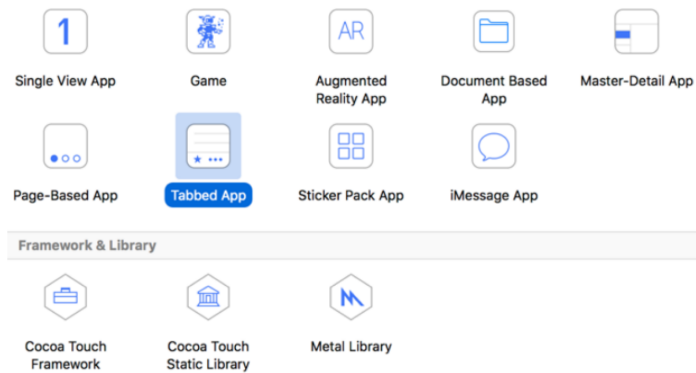 1
AR
Single View App
Game
Augmented
Reality App
Document Based
App
Master-Detail App
Page-Based App
Tabbed App
Sticker Pack App
iMessage App
Framework & Library
Cocoa Touch
Framework
Cocoa Touch
Static Library
Metal Library